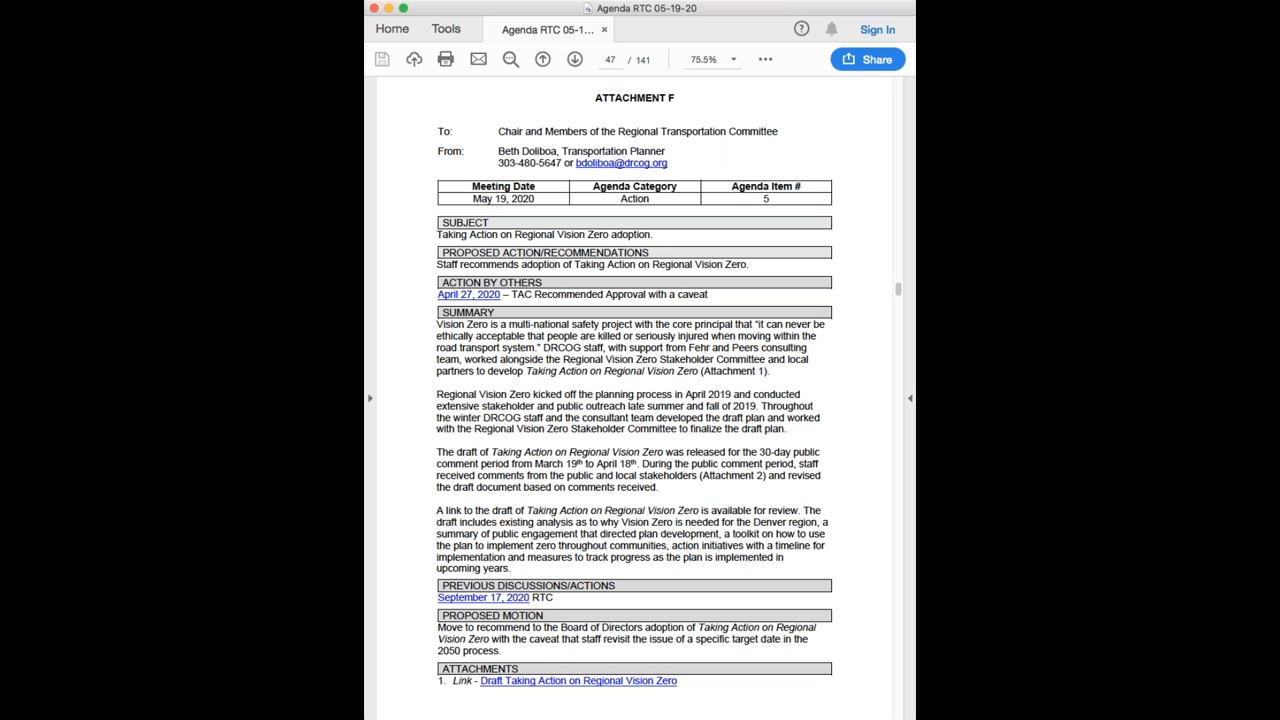 Agenda RTC 05-19-20
Home Tools Agenda RTC 05-1... × ? Sign In
47 / 141 75.5% ••• Share
ATTACHMENT F
To: Chair and Members of the Regional Transportation Committee
From: Beth Doliboa, Transportation Planner
303-480-5647 or bdoliboa@drcog.org
Meeting Date Agenda Category Agenda Item #
May 19, 2020 Action 5
SUBJECT
Taking Action on Regional Vision Zero adoption.
PROPOSED ACTION/RECOMMENDATIONS
Staff recommends adoption of Taking Action on Regional Vision Zero.
ACTION BY OTHERS
April 27, 2020 – TAC Recommended Approval with a caveat
SUMMARY
Vision Zero is a multi-national safety project with the core principal that “it can never be
ethically acceptable that people are killed or seriously injured when moving within the
road transport system.” DRCOG staff, with support from Fehr and Peers consulting
team, worked alongside the Regional Vision Zero Stakeholder Committee and local
partners to develop Taking Action on Regional Vision Zero (Attachment 1).
Regional Vision Zero kicked off the planning process in April 2019 and conducted
extensive stakeholder and public outreach late summer and fall of 2019. Throughout
the winter DRCOG staff and the consultant team developed the draft plan and worked
with the Regional Vision Zero Stakeholder Committee to finalize the draft plan.
The draft of Taking Action on Regional Vision Zero was released for the 30-day public
comment period from March 19th to April 18th. During the public comment period, staff
received comments from the public and local stakeholders (Attachment 2) and revised
the draft document based on comments received.
A link to the draft of Taking Action on Regional Vision Zero is available for review. The
draft includes existing analysis as to why Vision Zero is needed for the Denver region, a
summary of public engagement that directed plan development, a toolkit on how to use
the plan to implement zero throughout communities, action initiatives with a timeline for
implementation and measures to track progress as the plan is implemented in
upcoming years.
PREVIOUS DISCUSSIONS/ACTIONS
September 17, 2020 RTC
PROPOSED MOTION
Move to recommend to the Board of Directors adoption of Taking Action on Regional
Vision Zero with the caveat that staff revisit the issue of a specific target date in the
2050 process.
ATTACHMENTS
1. Link - Draft Taking Action on Regional Vision Zero